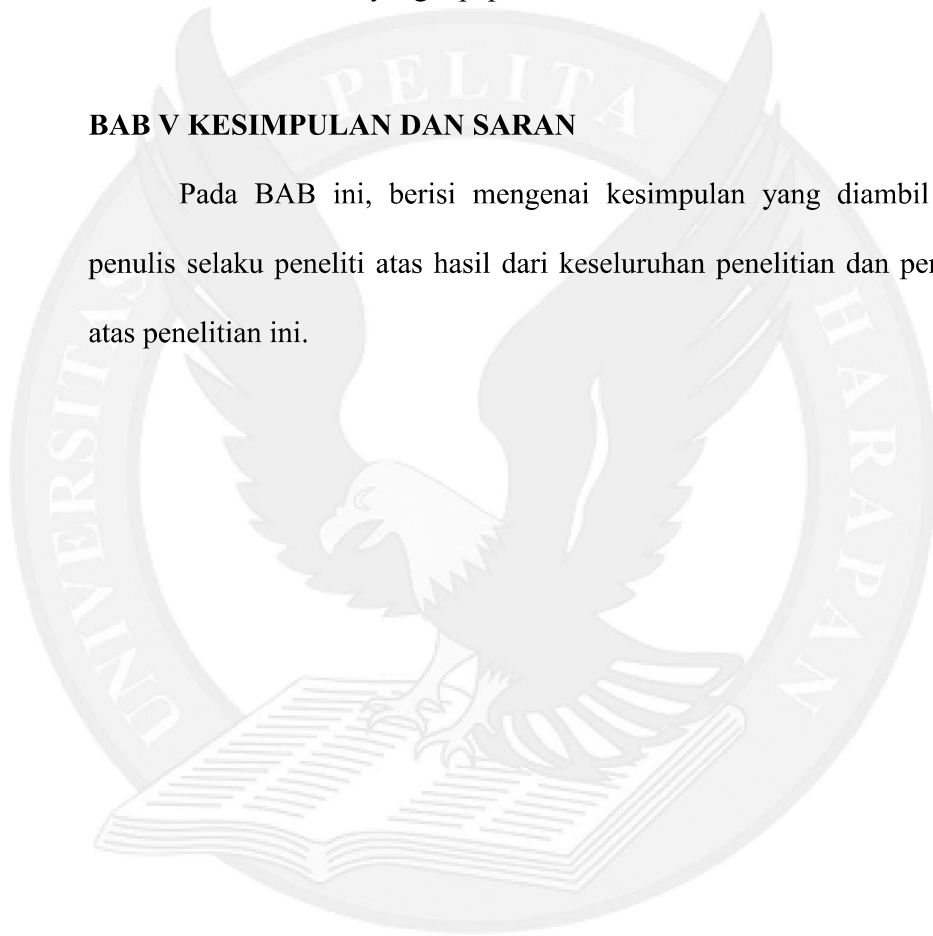 PELITA
BAB V KESIMPULAN DAN SARAN
Pada BAB ini, berisi mengenai kesimpulan yang diambil
penulis selaku peneliti atas hasil dari keseluruhan penelitian dan
atas penelitian ini.
UNIVERSITAS
HARAPAN